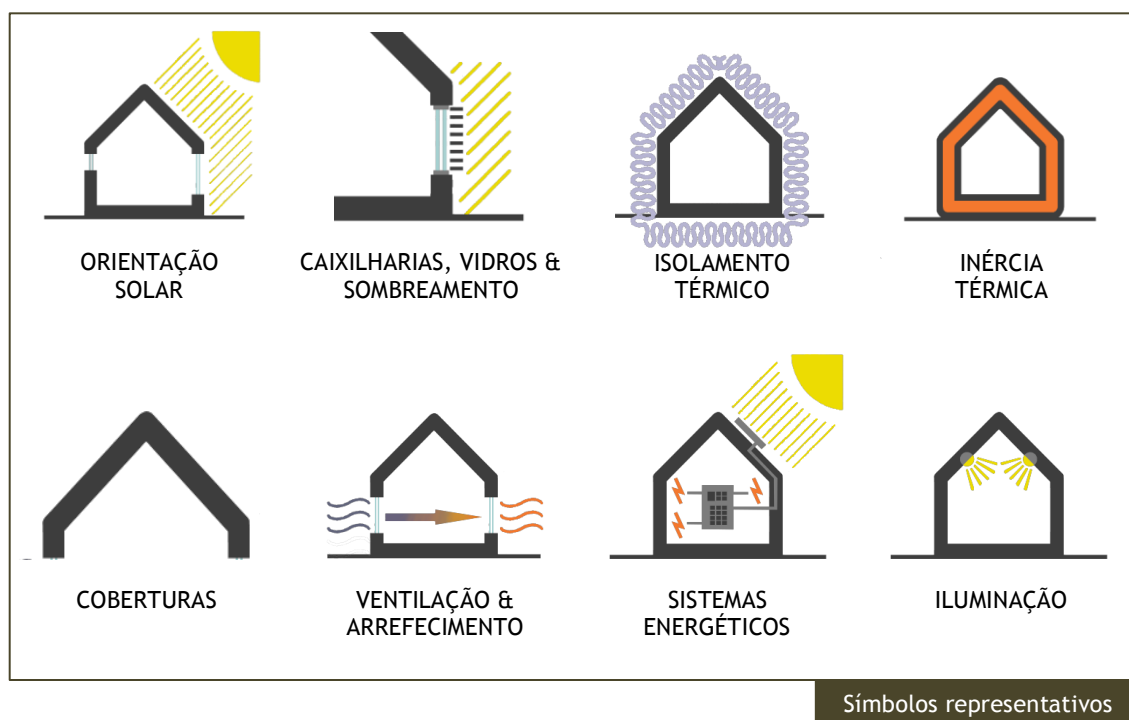 ORIENTAÇÃO
SOLAR
CAIXILHARIAS, VIDROS &
SOMBREAMENTO
ISOLAMENTO
TÉRMICO
INÉRCIA
TÉRMICA
COBERTURAS
VENTILAÇÃO &
ARREFECIMENTO
SISTEMAS
ENERGÉTICOS
ILUMINAÇÃO
Símbolos representativos